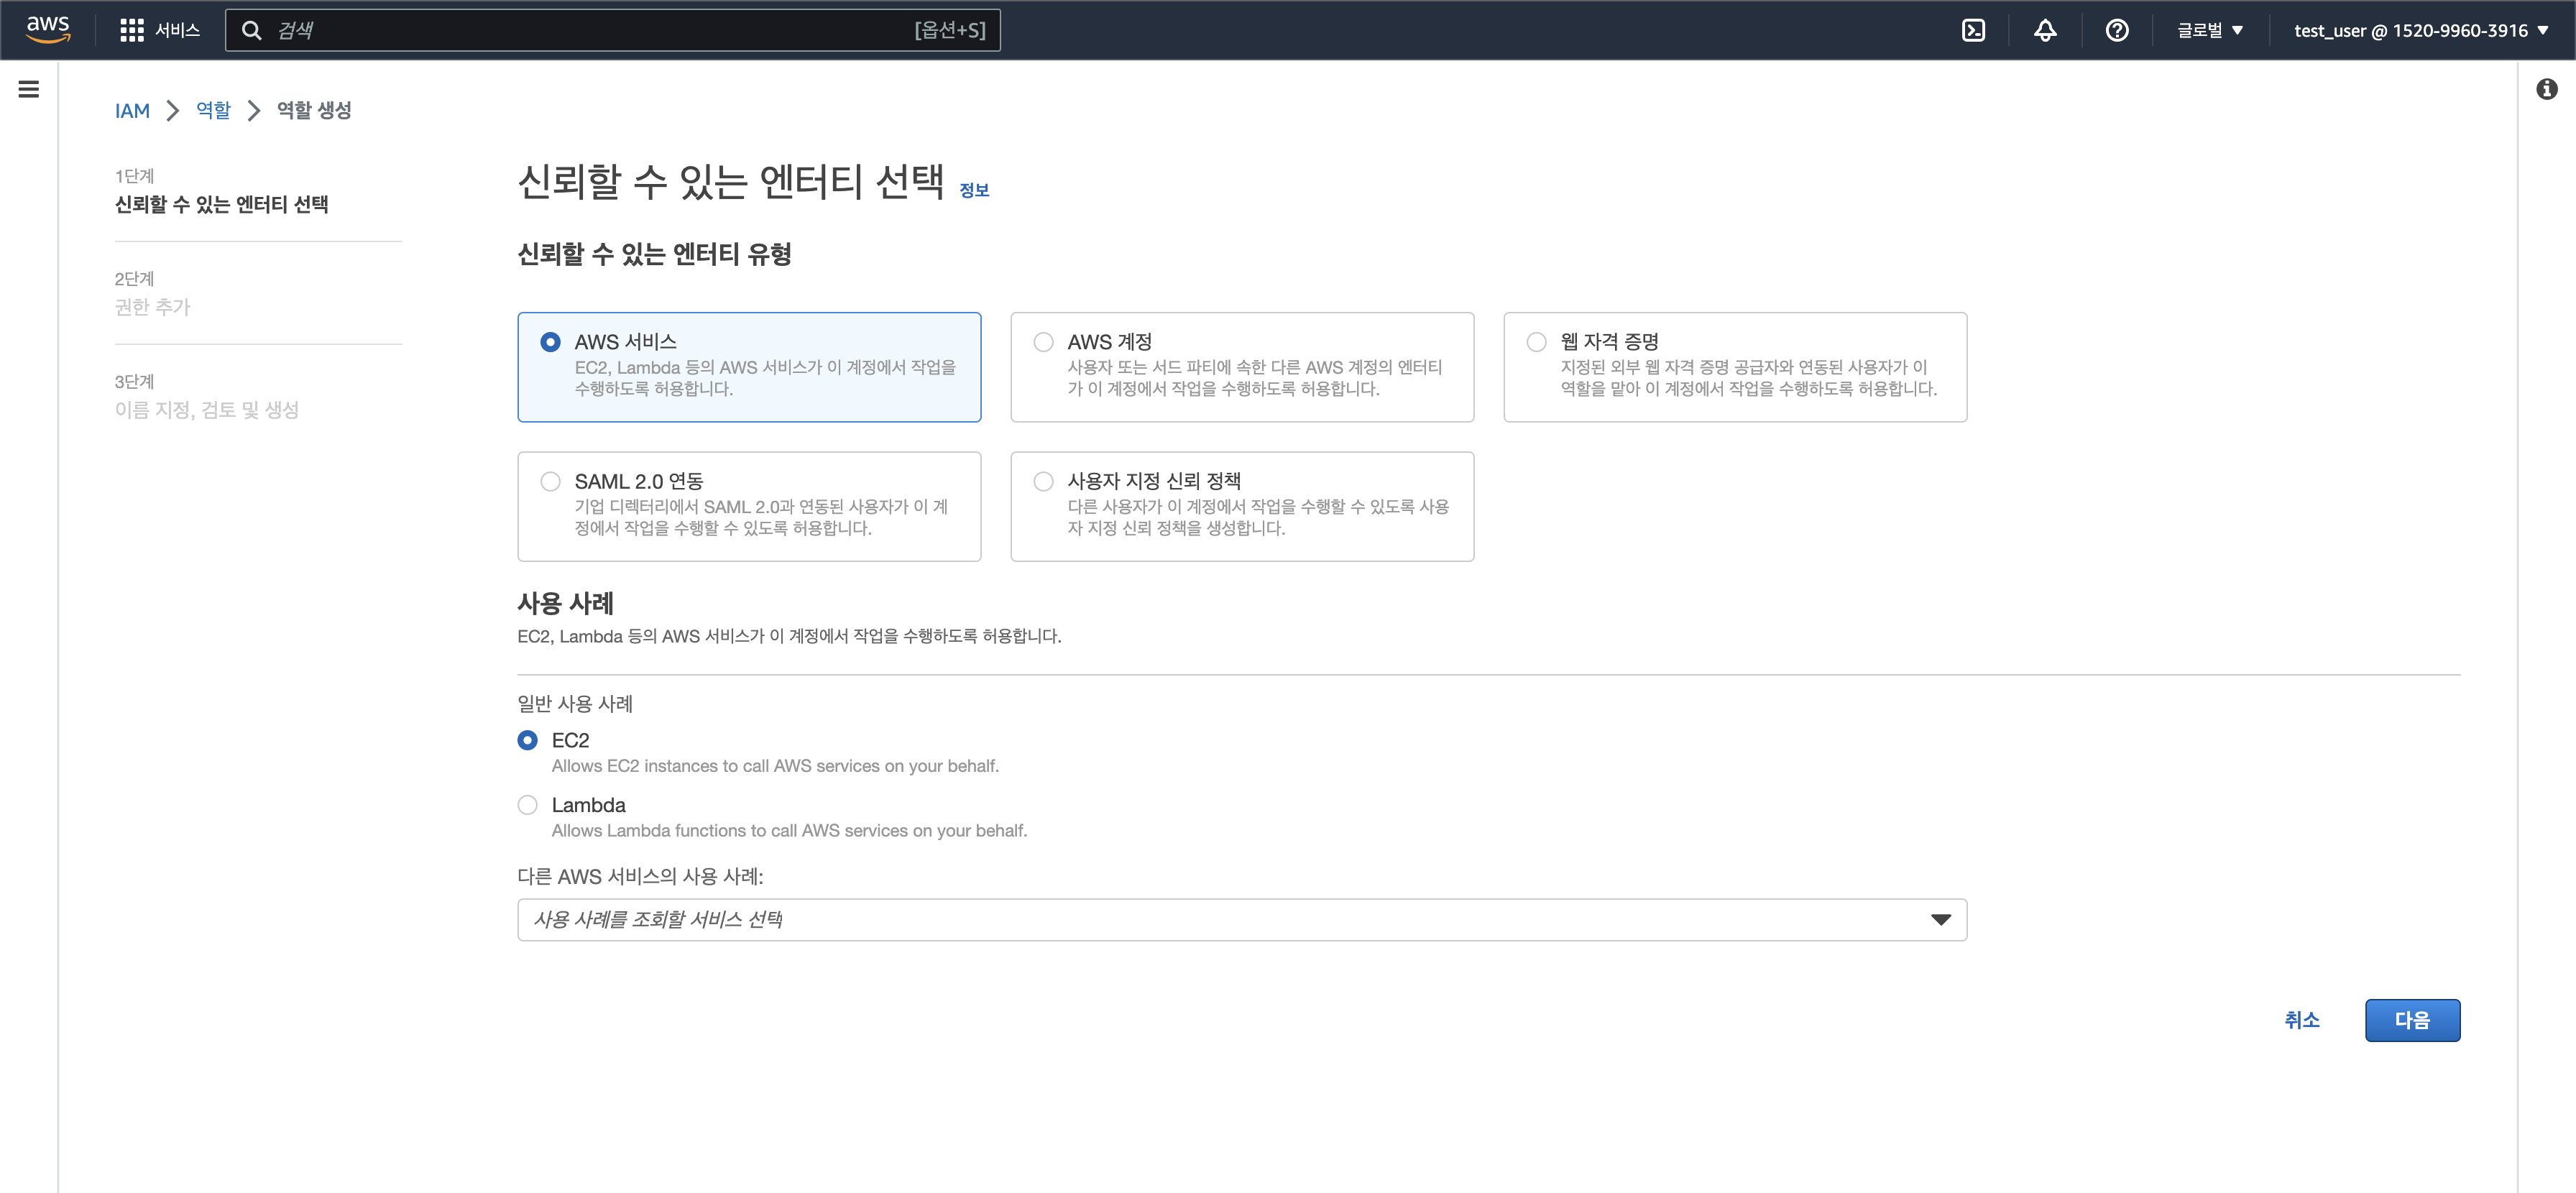 aws
서비스
검색
[옵션+S]
글로벌
test_user @ 1520-9960-3916
IAM
역할
역할 생성
1단계
신뢰할 수 있는 엔터티 선택
2단계
권한 추가
3단계
이름 지정, 검토 및 생성
신뢰할 수 있는 엔터티 선택 정보
신뢰할 수 있는 엔터티 유형
AWS 서비스
EC2, Lambda 등의 AWS 서비스가 이 계정에서 작업을
수행하도록 허용합니다.
AWS 계정
사용자 또는 서드 파티에 속한 다른 AWS 계정의 엔터티
가 이 계정에서 작업을 수행하도록 허용합니다.
웹 자격 증명
지정된 외부 웹 자격 증명 공급자와 연동된 사용자가 이
역할을 맡아 이 계정에서 작업을 수행하도록 허용합니다.
SAML 2.0 연동
기업 디렉터리에서 SAML 2.0과 연동된 사용자가 이 계
정에서 작업을 수행할 수 있도록 허용합니다.
사용자 지정 신뢰 정책
다른 사용자가 이 계정에서 작업을 수행할 수 있도록 사용
자 지정 신뢰 정책을 생성합니다.
사용 사례
EC2, Lambda 등의 AWS 서비스가 이 계정에서 작업을 수행하도록 허용합니다.
일반 사용 사례
EC2
Allows EC2 instances to call AWS services on your behalf.
Lambda
Allows Lambda functions to call AWS services on your behalf.
다른 AWS 서비스의 사용 사례:
사용 사례를 조회할 서비스 선택
취소
다음